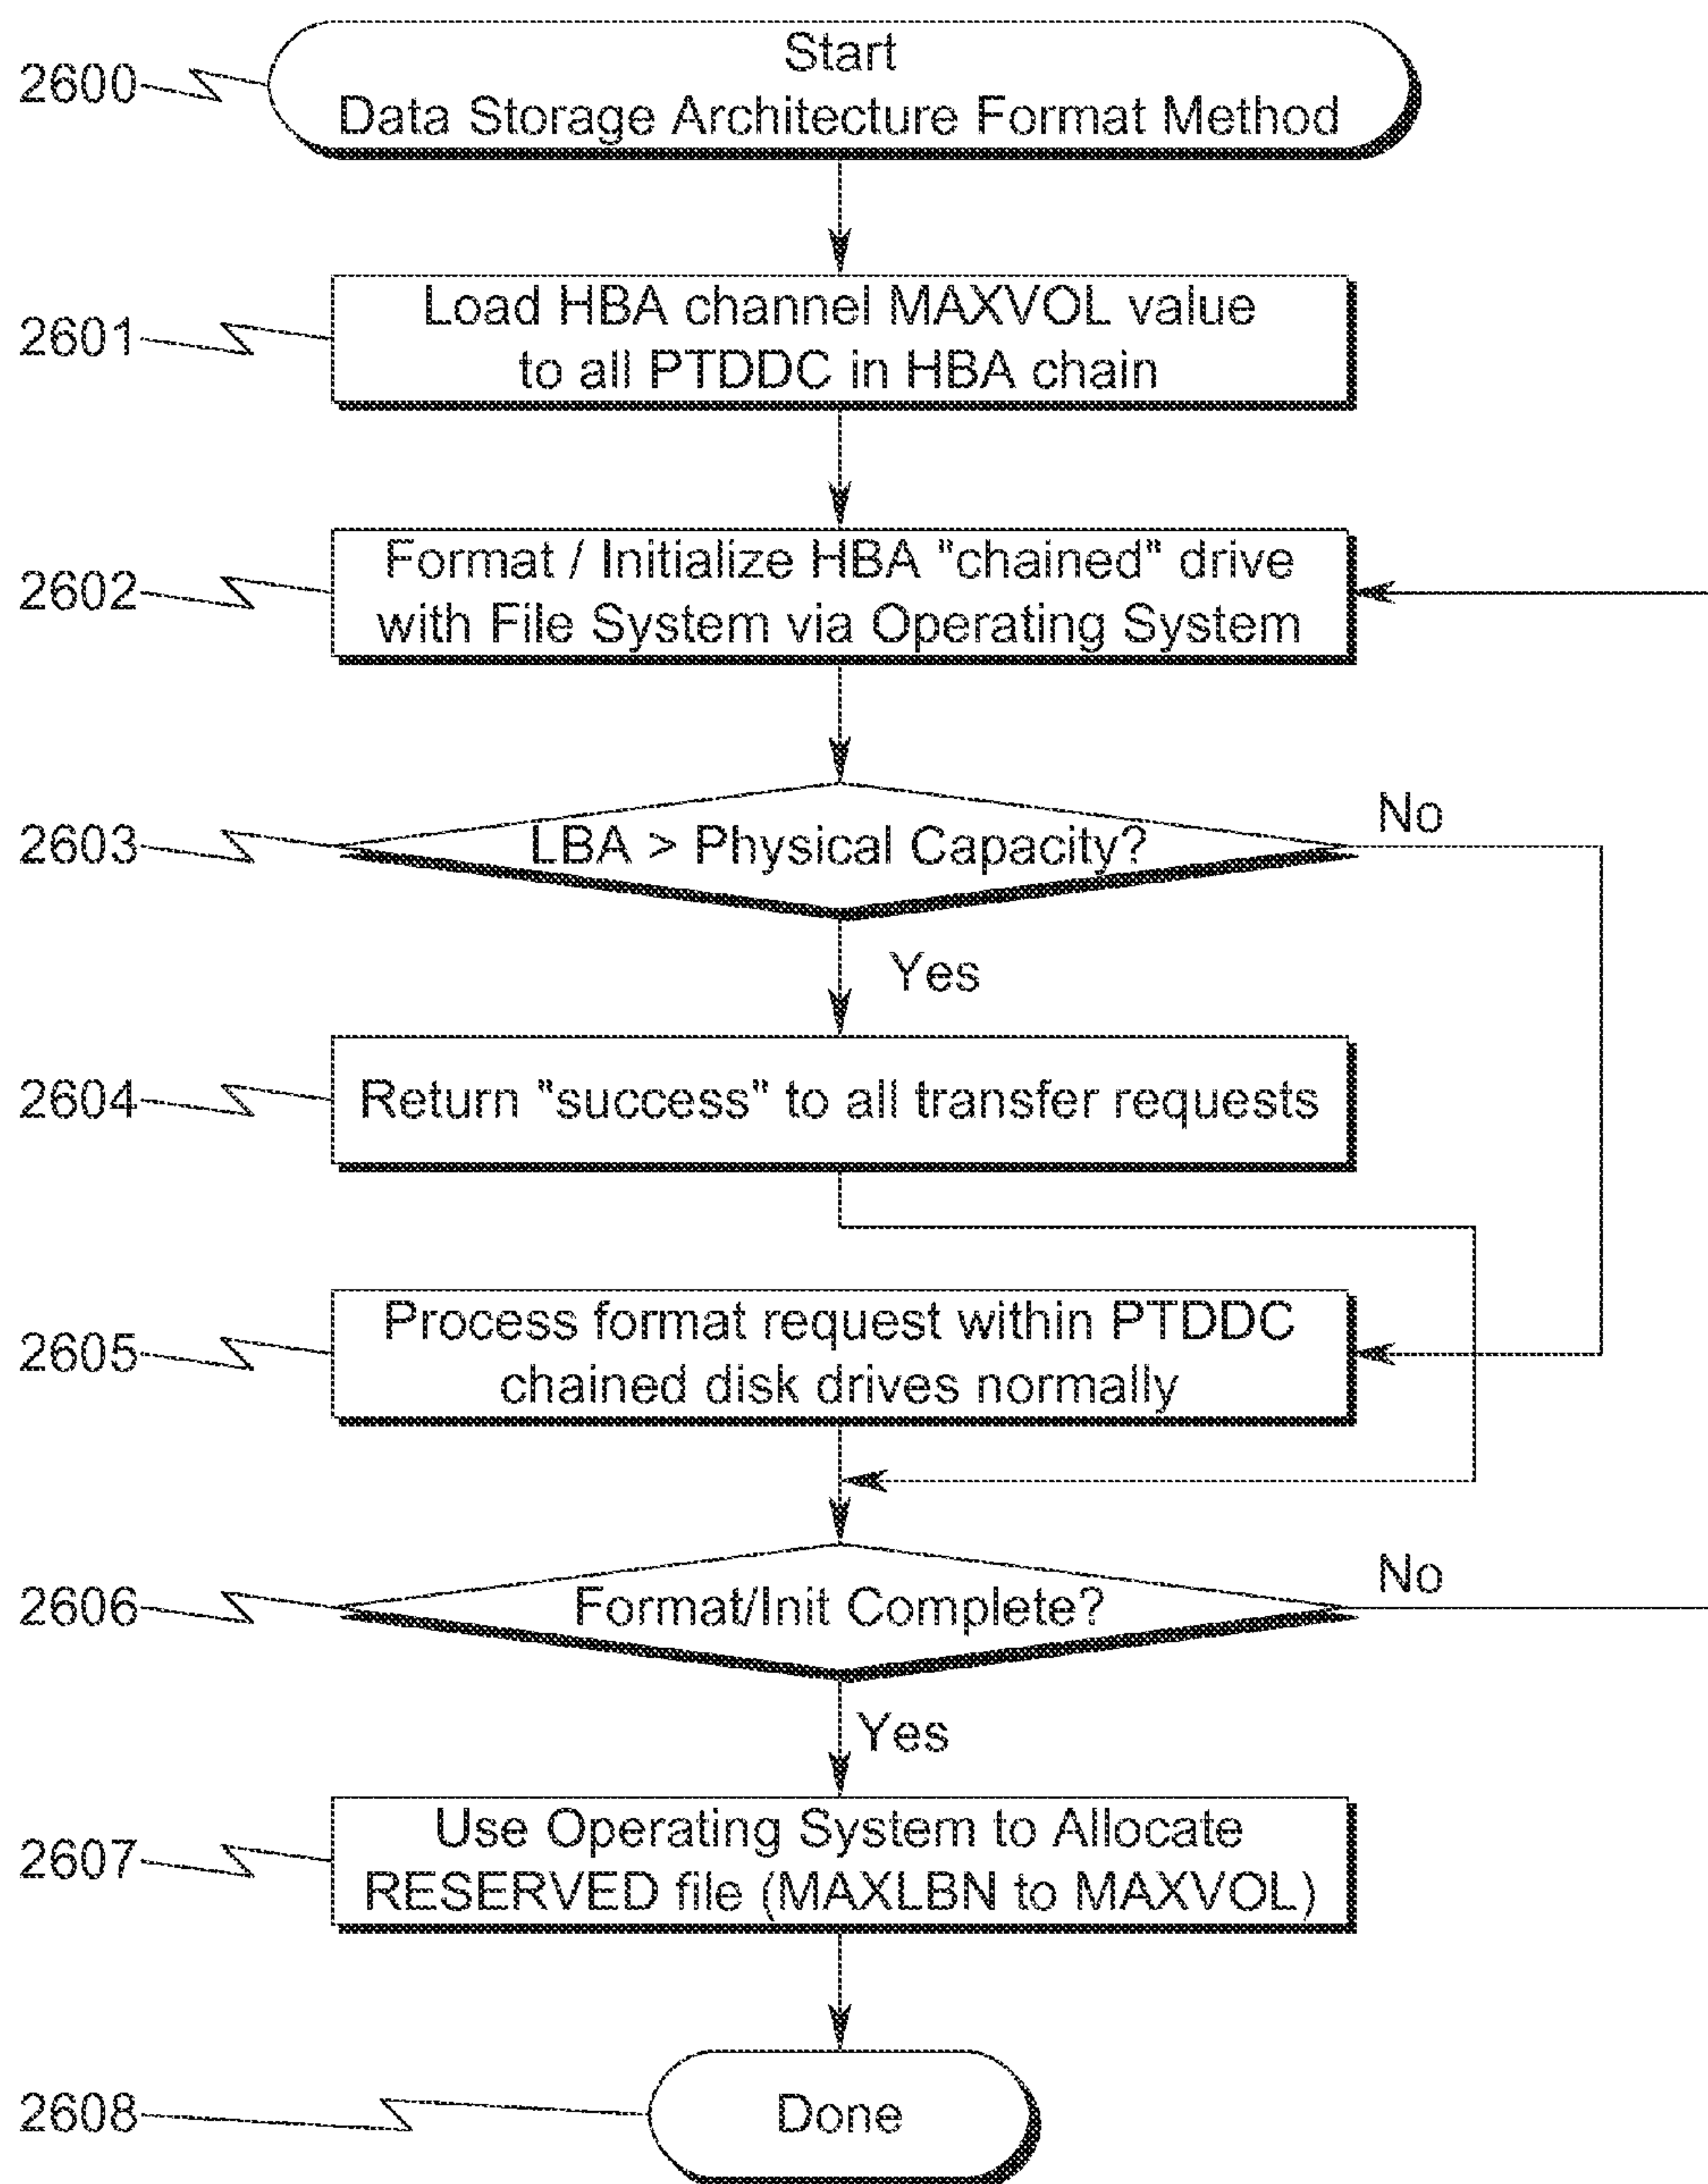 2600
Start
Data Storage Architecture Format Method
2601
Load HBA channel MAXVOL value
to all PTDDC in HBA chain
2602
Format / Initialize HBA "chained" drive
with File System via Operating System
2603
LBA > Physical Capacity?
No
Yes
2604
Return "success" to all transfer requests
2605
Process format request within PTDDC
chained disk drives normally
2606
Format/Init Complete?
No
Yes
2607
Use Operating System to Allocate
RESERVED file (MAXLBN to MAXVOL)
2608
Done